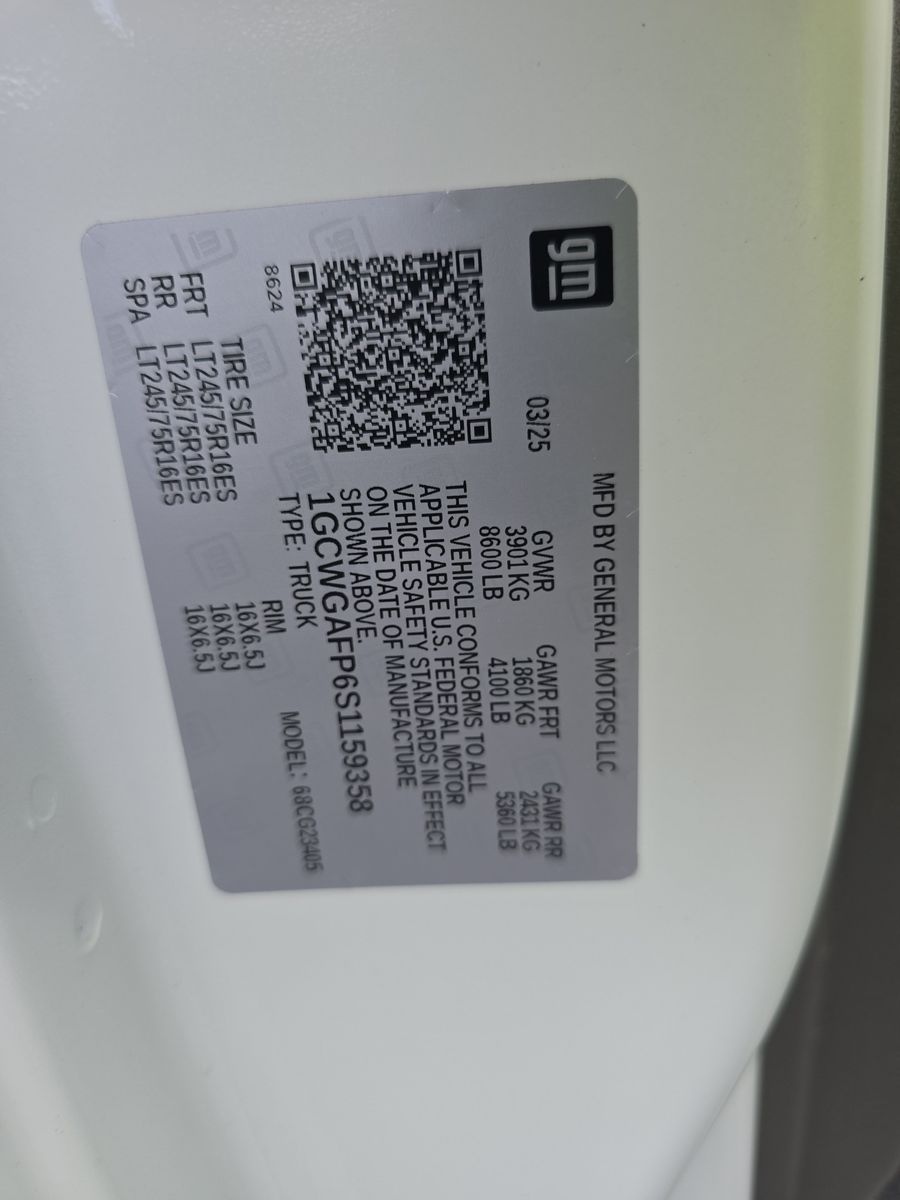 gm
MFD BY GENERAL MOTORS LLC
03/25
GVWR GAWR FRT GAWR RR
3901 KG 1860 KG 2431 KG
8600 LB 4100 LB 5360 LB
THIS VEHICLE CONFORMS TO ALL
APPLICABLE U.S. FEDERAL MOTOR
VEHICLE SAFETY STANDARDS IN EFFECT
ON THE DATE OF MANUFACTURE
SHOWN ABOVE.
1GCWGAFP6S1159358
TYPE: TRUCK MODEL: 68CG23405
8624
TIRE SIZE RIM
FRT LT245/75R16ES 16X6.5J
RR LT245/75R16ES 16X6.5J
SPA LT245/75R16ES 16X6.5J